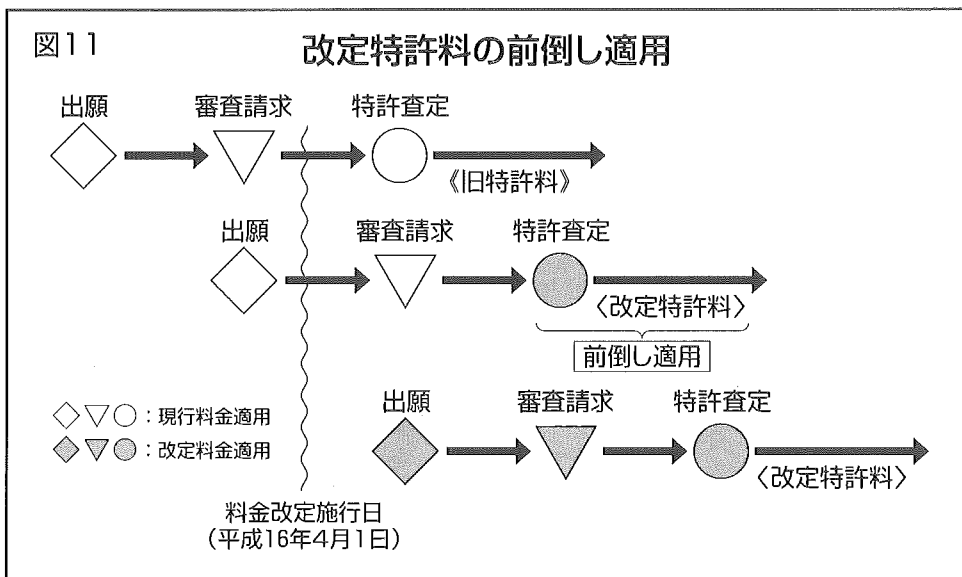 図11 改定特許料の前倒し適用
出願 審査請求 特許査定
《旧特許料》
出願 審査請求 特許査定
〈改定特許料〉
前倒し適用
出願 審査請求 特許査定
〈改定特許料〉
◇▽○：現行料金適用
◆▼●：改定料金適用
料金改定施行日
（平成16年4月1日）